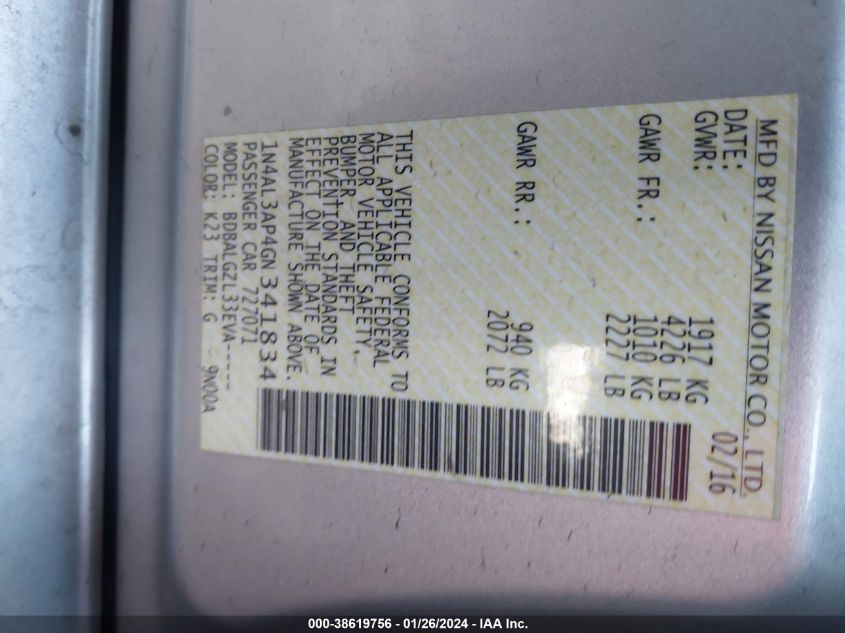 MFD BY NISSAN MOTOR CO., LTD.
DATE: 02/16
GVWR: 1917 KG
4226 LB
GAWR FR.: 1010 KG
2227 LB
GAWR RR.: 940 KG
2072 LB
THIS VEHICLE CONFORMS TO
ALL APPLICABLE FEDERAL
MOTOR VEHICLE SAFETY,
BUMPER, AND THEFT
PREVENTION STANDARDS IN
EFFECT ON THE DATE OF
MANUFACTURE SHOWN ABOVE.
1N4AL3AP4GN341834
PASSENGER CAR 727071
MODEL: BDBALGZL33EVA-----
COLOR: K23 TRIM: G - 9W00A
000-38619756 - 01/26/2024 - IAA Inc.